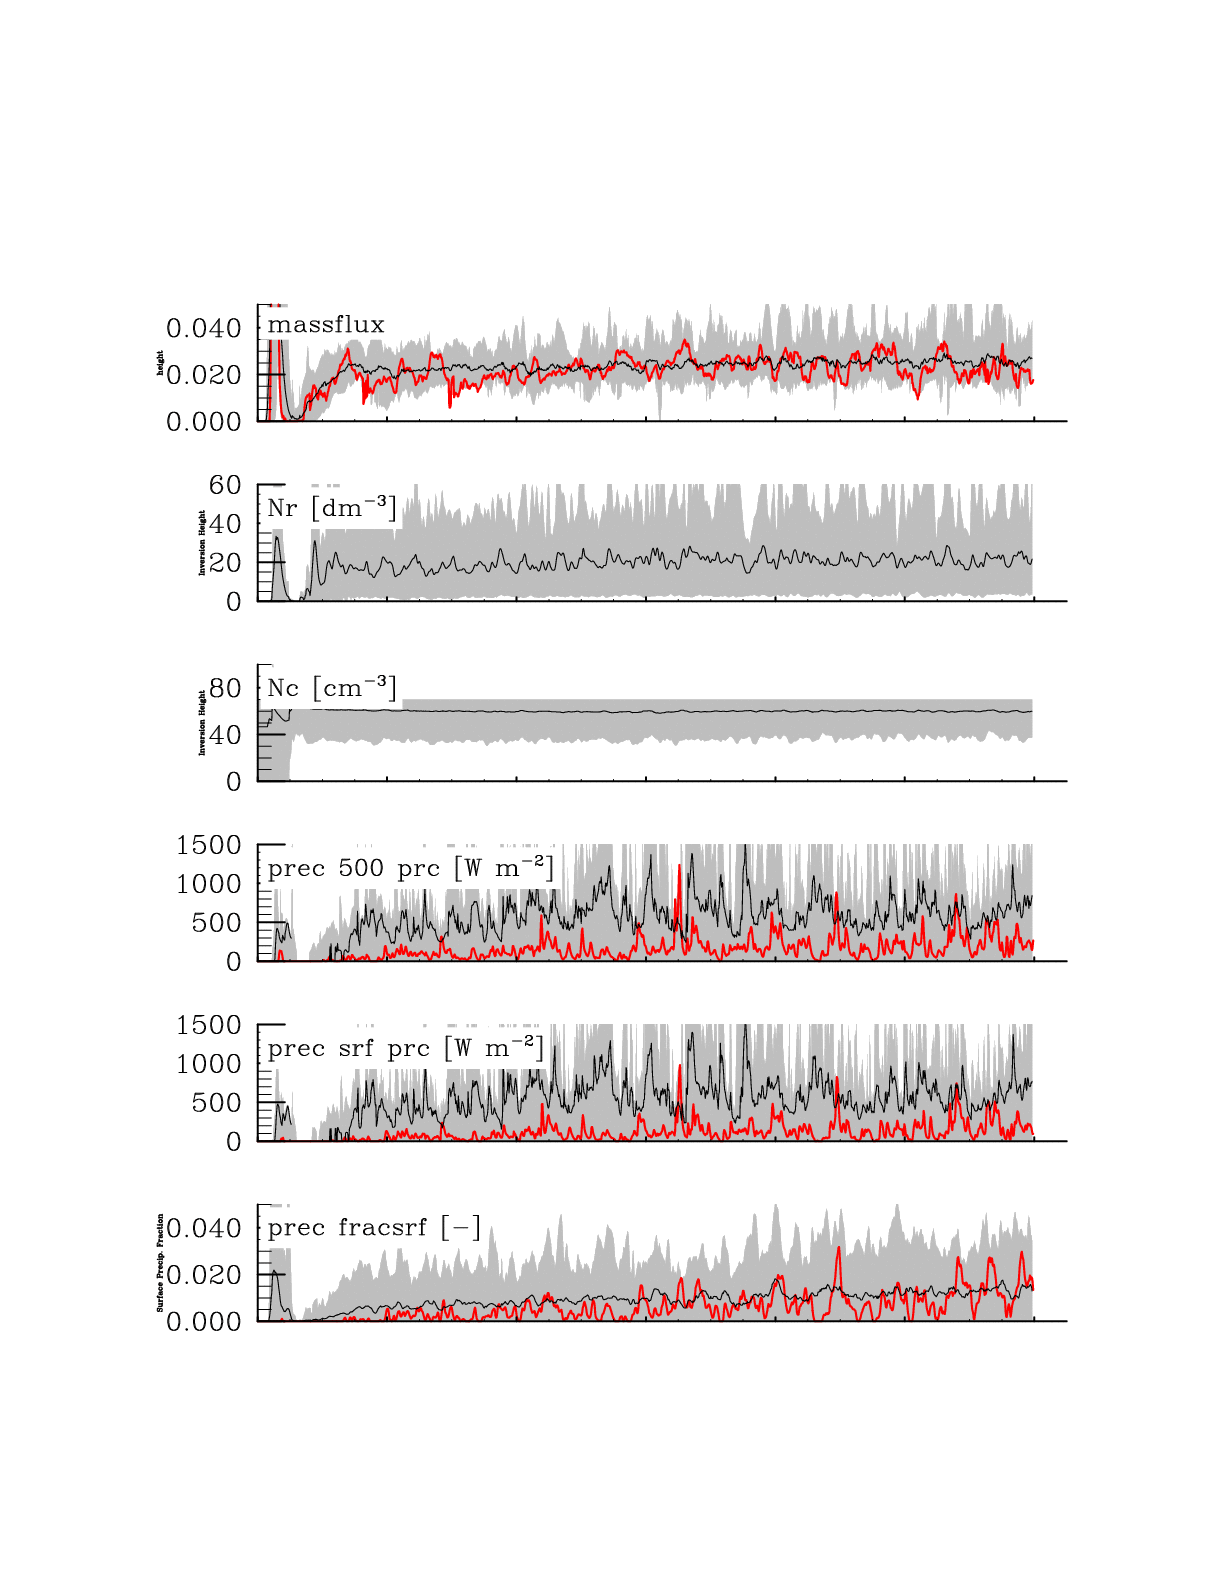 0.040
massflux
height
0.020
0.000
60
Nr [dm⁻³]
40
Inversion Height
20
0
80
Nc [cm⁻³]
Inversion Height
40
0
1500
prec 500 prc [W m⁻²]
1000
500
0
1500
prec srf prc [W m⁻²]
1000
500
0
0.040
prec fracsrf [−]
Surface Precip. Fraction
0.020
0.000